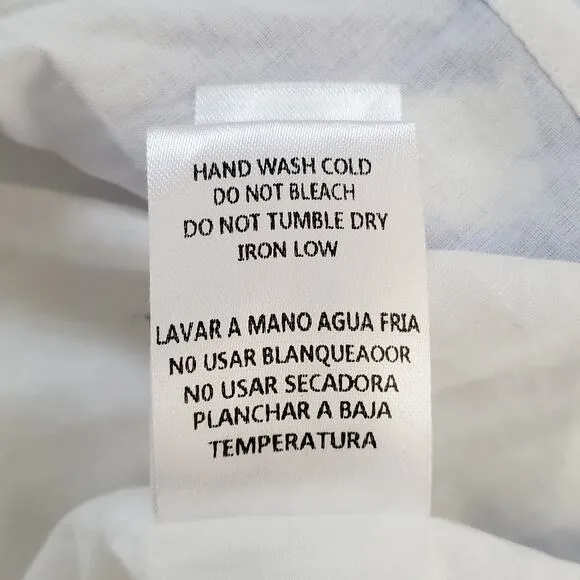 HAND WASH COLD
DO NOT BLEACH
DO NOT TUMBLE DRY
IRON LOW
LAVAR A MANO AGUA FRIA
NO USAR BLANQUEAOOR
NO USAR SECADORA
PLANCHAR A BAJA
TEMPERATURA